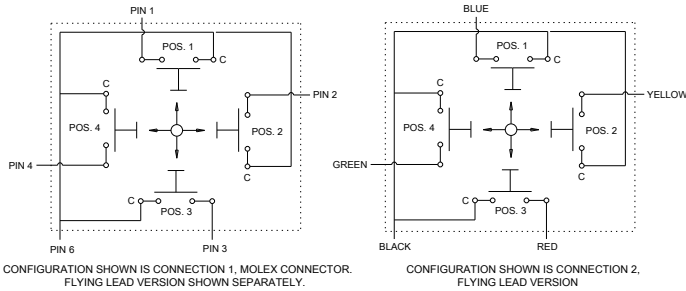 PIN 1
POS. 1
C
C
PIN 2
POS. 4
POS. 2
PIN 4
C
C
POS. 3
PIN 6
PIN 3
CONFIGURATION SHOWN IS CONNECTION 1, MOLEX CONNECTOR.
FLYING LEAD VERSION SHOWN SEPARATELY.
BLUE
POS. 1
C
C
YELLOW
POS. 4
POS. 2
GREEN
C
C
POS. 3
BLACK
RED
CONFIGURATION SHOWN IS CONNECTION 2,
FLYING LEAD VERSION